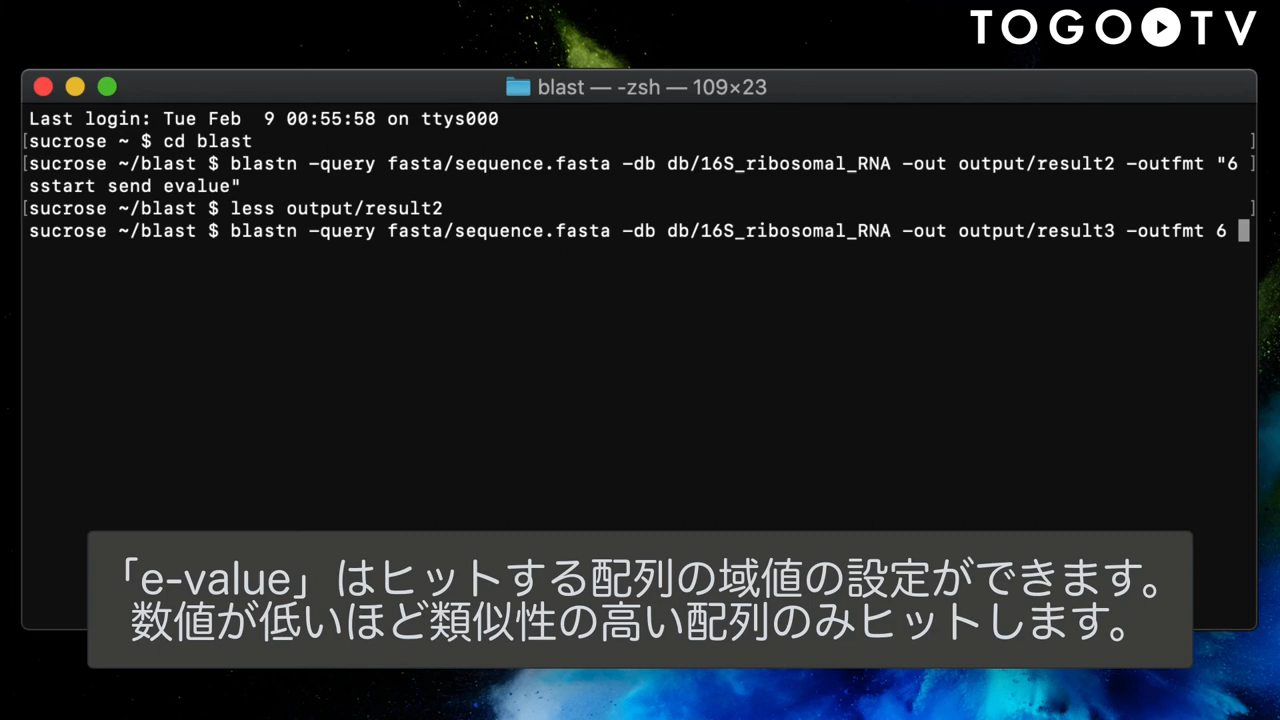 TOGO TV
blast — -zsh — 109×23
Last login: Tue Feb  9 00:55:58 on ttys000
[sucrose ~ $ cd blast ]
[sucrose ~/blast $ blastn -query fasta/sequence.fasta -db db/16S_ribosomal_RNA -out output/result2 -outfmt "6 ]
sstart send evalue"
[sucrose ~/blast $ less output/result2 ]
sucrose ~/blast $ blastn -query fasta/sequence.fasta -db db/16S_ribosomal_RNA -out output/result3 -outfmt 6
「e-value」はヒットする配列の域値の設定ができます。
数値が低いほど類似性の高い配列のみヒットします。